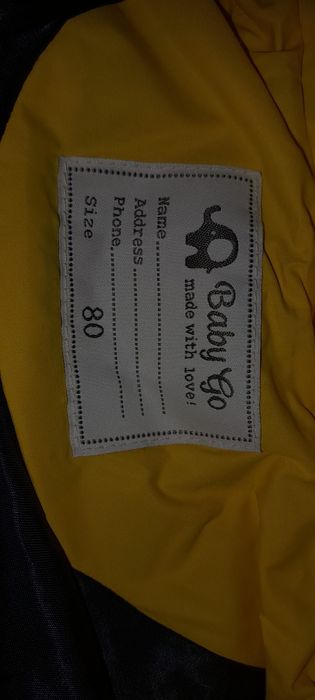 Baby Go
made with love!
Name..............................
Address.........................
Phone............................
Size 80